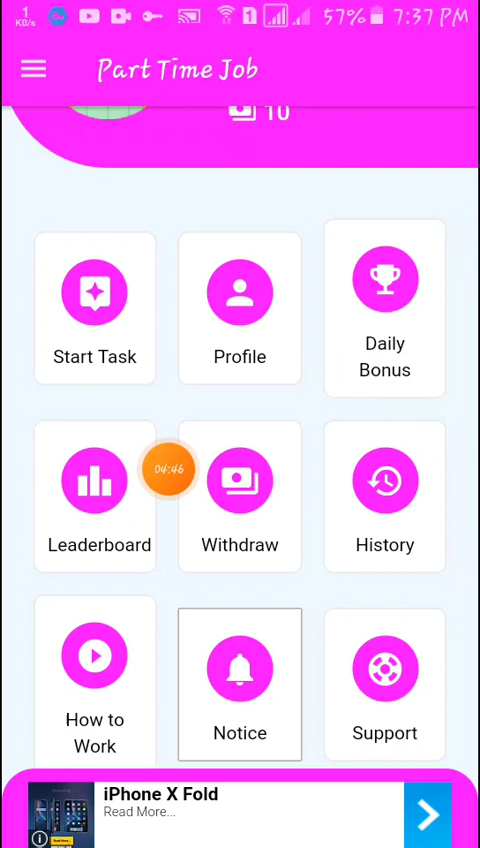 1
KB/s
1
57% 7:37 PM
Part Time Job
10
Start Task
Profile
Daily
Bonus
Leaderboard
04:46
Withdraw
History
How to
Work
Notice
Support
iPhone X Fold
Read More...